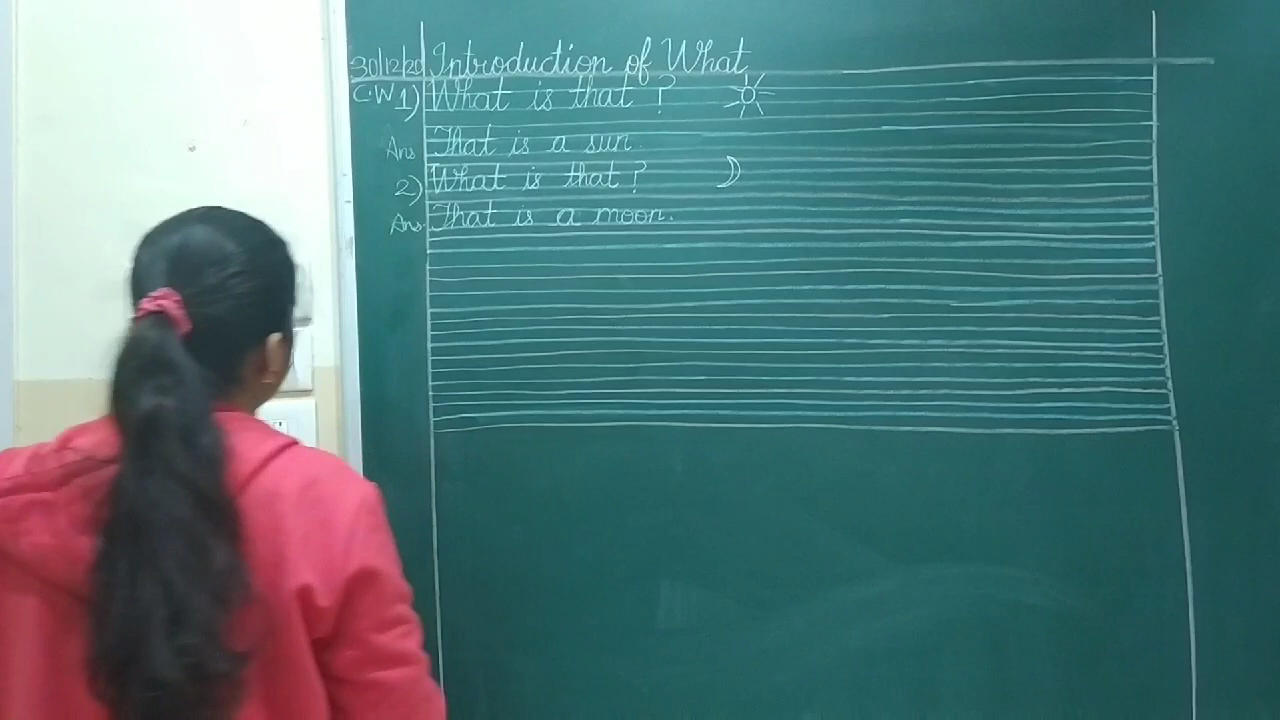 30/12/20 Introduction of What
C.W 1) What is that ?
Ans That is a sun.
2) What is that ?
Ans. That is a moon.